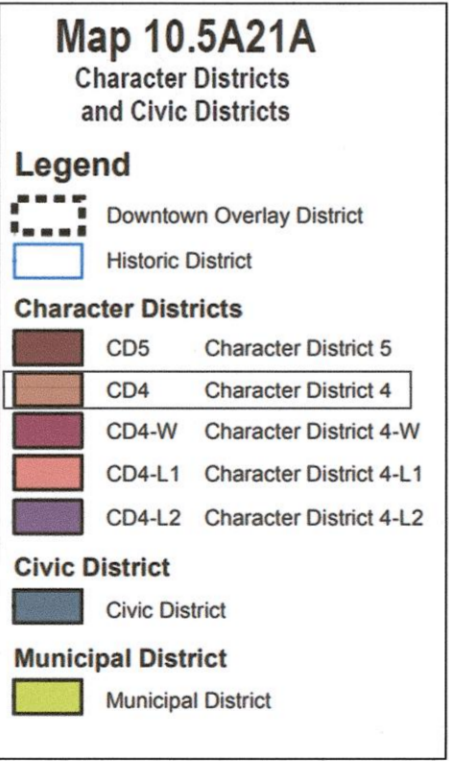 Map 10.5A21A
Character Districts
and Civic Districts
Legend
Downtown Overlay District
Historic District
Character Districts
CD5 Character District 5
CD4 Character District 4
CD4-W Character District 4-W
CD4-L1 Character District 4-L1
CD4-L2 Character District 4-L2
Civic District
Civic District
Municipal District
Municipal District